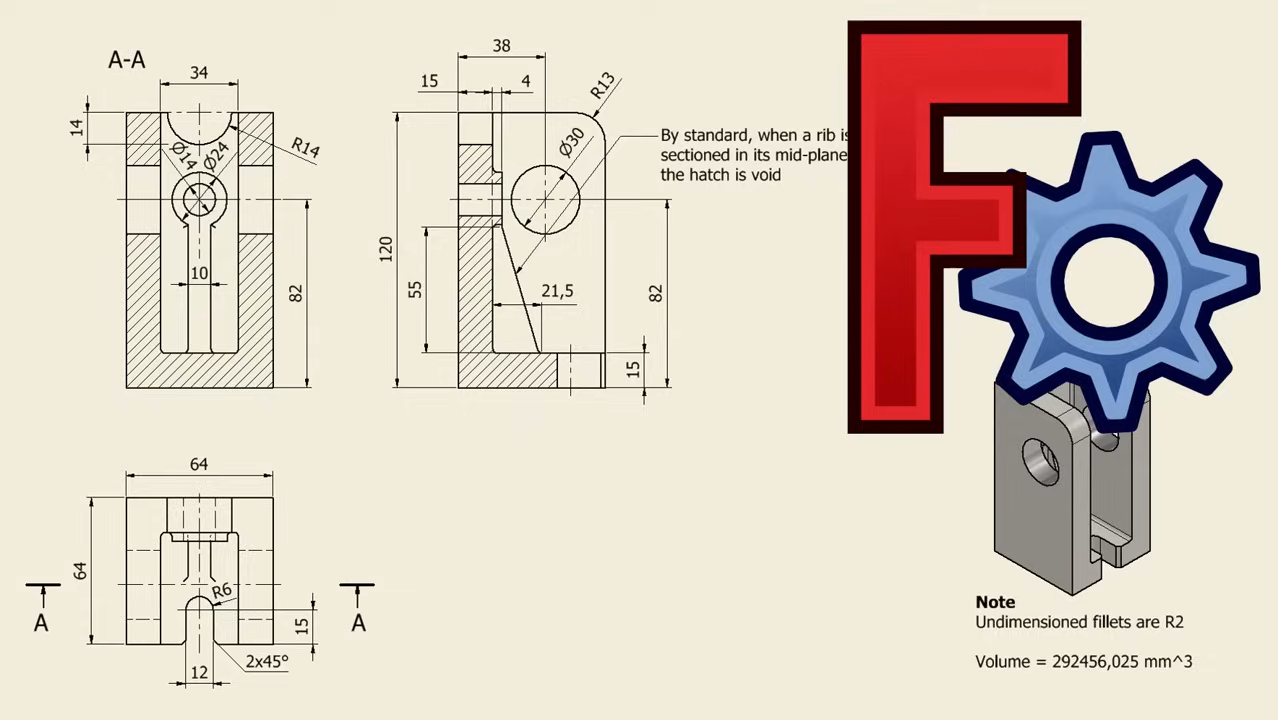 A-A
34
14
Ø14
Ø24
R14
10
82
38
15
4
R13
Ø30
By standard, when a rib is
sectioned in its mid-plane
the hatch is void
120
55
21,5
82
15
F
64
64
R6
A
A
15
2x45°
12
Note
Undimensioned fillets are R2
Volume = 292456,025 mm^3